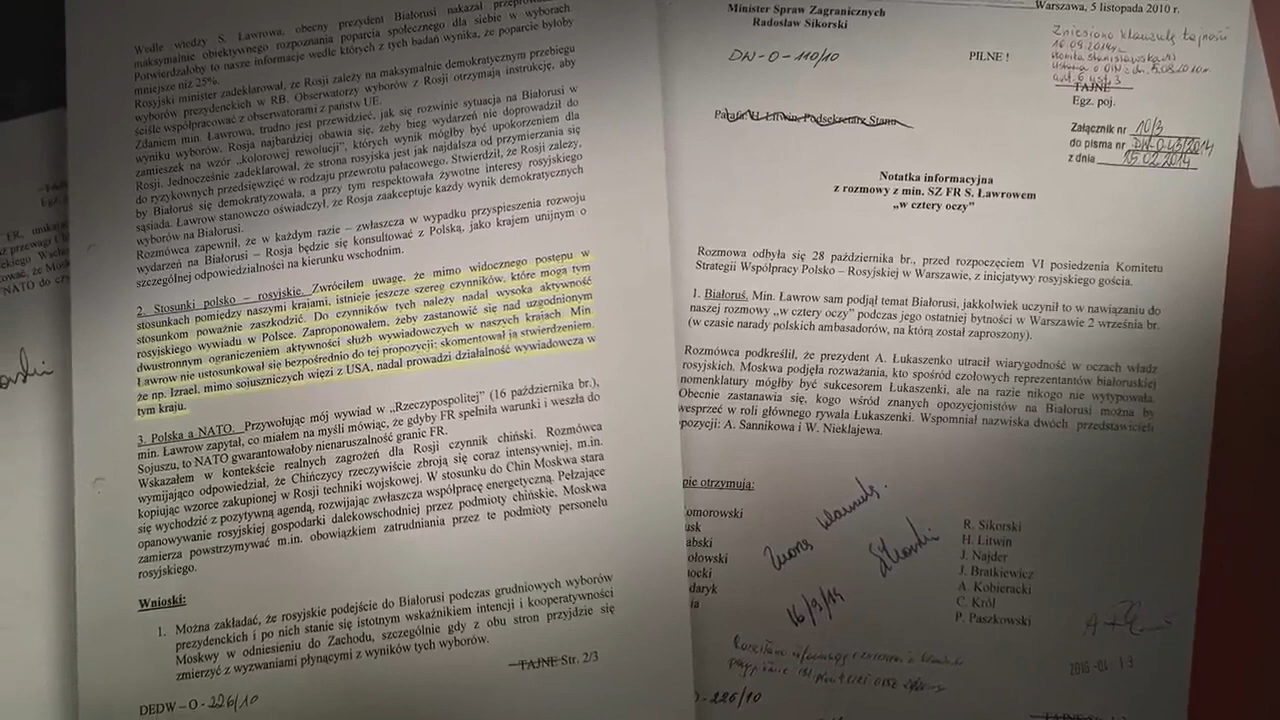 Wedle wiedzy S. Ławrowa, obecny prezydent Białorusi nakazał
maksymalnie obiektywnego rozpoznania poparcia społecznego dla siebie w wyborach
Potwierdzałoby to nasze informacje wedle których z tych badań wynika, że poparcie byłoby
mniejsze niż 25%.
Rosyjski minister zadeklarował, że Rosji zależy na maksymalnie demokratycznym przebiegu
wyborów prezydenckich w RB. Obserwatorzy wyborów z Rosji otrzymają instrukcję, aby
ściśle współpracować z obserwatorami z państw UE.
Zdaniem min. Ławrowa, trudno jest przewidzieć, jak się rozwinie sytuacja na Białorusi w
wyniku wyborów. Rosja najbardziej obawia się, żeby bieg wydarzeń nie doprowadził do
zamieszek na wzór „kolorowej rewolucji”, których wynik mógłby być upokorzeniem dla
Rosji. Jednocześnie zadeklarował, że strona rosyjska jest jak najdalsza od przymierzania się
do ryzykownych przedsięwzięć w rodzaju przewrotu pałacowego. Stwierdził, że Rosji zależy,
by Białoruś się demokratyzowała, a przy tym respektowała żywotne interesy rosyjskiego
sąsiada. Ławrow stanowczo oświadczył, że Rosja zaakceptuje każdy wynik demokratycznych
wyborów na Białorusi.
Rozmówca zapewnił, że w każdym razie – zwłaszcza w wypadku przyspieszenia rozwoju
wydarzeń na Białorusi – Rosja będzie się konsultować z Polską, jako krajem unijnym o
szczególnej odpowiedzialności na kierunku wschodnim.
2. Stosunki polsko – rosyjskie. Zwróciłem uwagę, że mimo widocznego postępu w
stosunkach pomiędzy naszymi krajami, istnieje jeszcze szereg czynników, które mogą tym
stosunkom poważnie zaszkodzić. Do czynników tych należy nadal wysoka aktywność
rosyjskiego wywiadu w Polsce. Zaproponowałem, żeby zastanowić się nad uzgodnionym
dwustronnym ograniczeniem aktywności służb wywiadowczych w naszych krajach. Min.
Ławrow nie ustosunkował się bezpośrednio do tej propozycji; skomentował ją stwierdzeniem,
że np. Izrael, mimo sojuszniczych więzi z USA, nadal prowadzi działalność wywiadowczą w
tym kraju.
3. Polska a NATO. Przywołując mój wywiad w „Rzeczypospolitej” (16 października br.),
min. Ławrow zapytał, co miałem na myśli mówiąc, że gdyby FR spełniła warunki i weszła do
Sojuszu, to NATO gwarantowałoby nienaruszalność granic FR.
Wskazałem w kontekście realnych zagrożeń dla Rosji czynnik chiński. Rozmówca
wymijająco odpowiedział, że Chińczycy rzeczywiście zbroją się coraz intensywniej, m.in.
kopiując wzorce zakupionej w Rosji techniki wojskowej. W stosunku do Chin Moskwa stara
się wychodzić z pozytywną agendą, rozwijając zwłaszcza współpracę energetyczną. Pełzające
opanowywanie rosyjskiej gospodarki dalekowschodniej przez podmioty chińskie, Moskwa
zamierza powstrzymywać m.in. obowiązkiem zatrudniania przez te podmioty personelu
rosyjskiego.
Wnioski:
1. Można zakładać, że rosyjskie podejście do Białorusi podczas grudniowych wyborów
prezydenckich i po nich stanie się istotnym wskaźnikiem intencji i kooperatywności
Moskwy w odniesieniu do Zachodu, szczególnie gdy z obu stron przyjdzie się
zmierzyć z wyzwaniami płynącymi z wyników tych wyborów.
TAJNE Str. 2/3
DEDW – O - 226/10
Warszawa, 5 listopada 2010 r.
Minister Spraw Zagranicznych
Radosław Sikorski
DW-O-110/10
PILNE !
Zniesiono klauzulę tajności
TAJNE
Egz. poj.
Załącznik nr 10/3
do pisma nr DW-O-43/2014
z dnia 15.02.2014
H. Litwin, Podsekretarz Stanu
Notatka informacyjna
z rozmowy z min. SZ FR S. Ławrowem
„w cztery oczy”
Rozmowa odbyła się 28 października br., przed rozpoczęciem VI posiedzenia Komitetu
Strategii Współpracy Polsko – Rosyjskiej w Warszawie, z inicjatywy rosyjskiego gościa.
1. Białoruś. Min. Ławrow sam podjął temat Białorusi, jakkolwiek uczynił to w nawiązaniu do
naszej rozmowy „w cztery oczy” podczas jego ostatniej bytności w Warszawie 2 września br.
(w czasie narady polskich ambasadorów, na którą został zaproszony).
Rozmówca podkreślił, że prezydent A. Łukaszenko utracił wiarygodność w oczach władz
rosyjskich. Moskwa podjęła rozważania, kto spośród czołowych reprezentantów białoruskiej
nomenklatury mógłby być sukcesorem Łukaszenki, ale na razie nikogo nie wytypowała.
Obecnie zastanawia się, kogo wśród znanych opozycjonistów na Białorusi można by
wesprzeć w roli głównego rywala Łukaszenki. Wspomniał nazwiska dwóch przedstawicieli
pozycji: A. Sannikowa i W. Nieklajewa.
pie otrzymują:
omorowski
usk
abski
ołowski
ocki
daryk
ia
R. Sikorski
H. Litwin
J. Najder
J. Bratkiewicz
A. Kobieracki
C. Król
P. Paszkowski
16/9/14
- 226/10